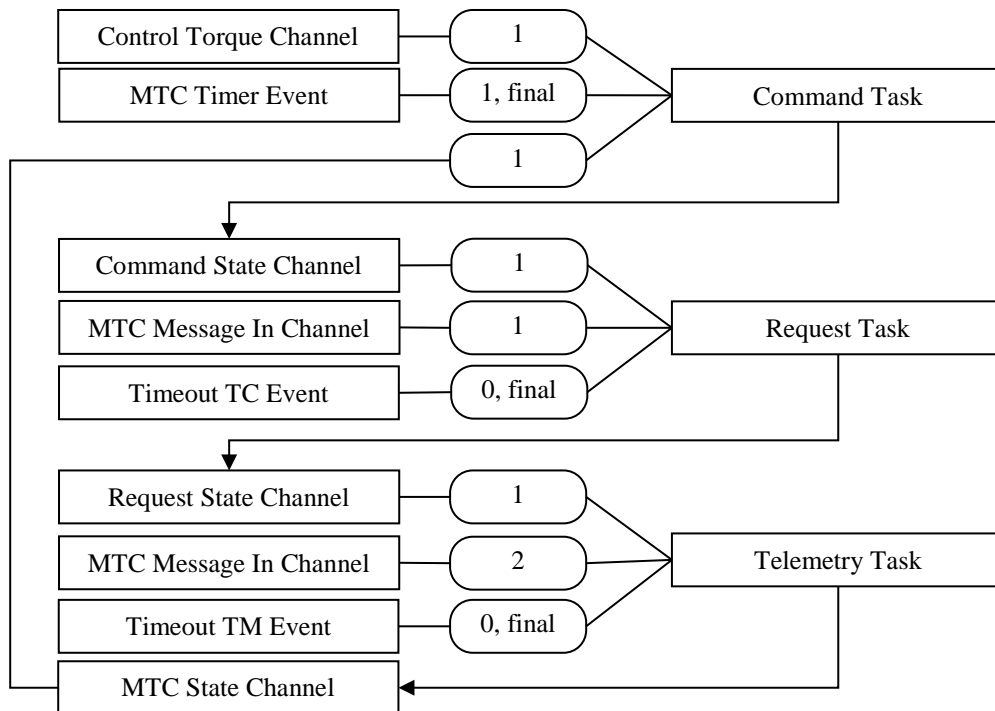 Control Torque Channel
1
MTC Timer Event
1, final
Command Task
1
Command State Channel
1
MTC Message In Channel
1
Request Task
Timeout TC Event
0, final
Request State Channel
1
MTC Message In Channel
2
Telemetry Task
Timeout TM Event
0, final
MTC State Channel